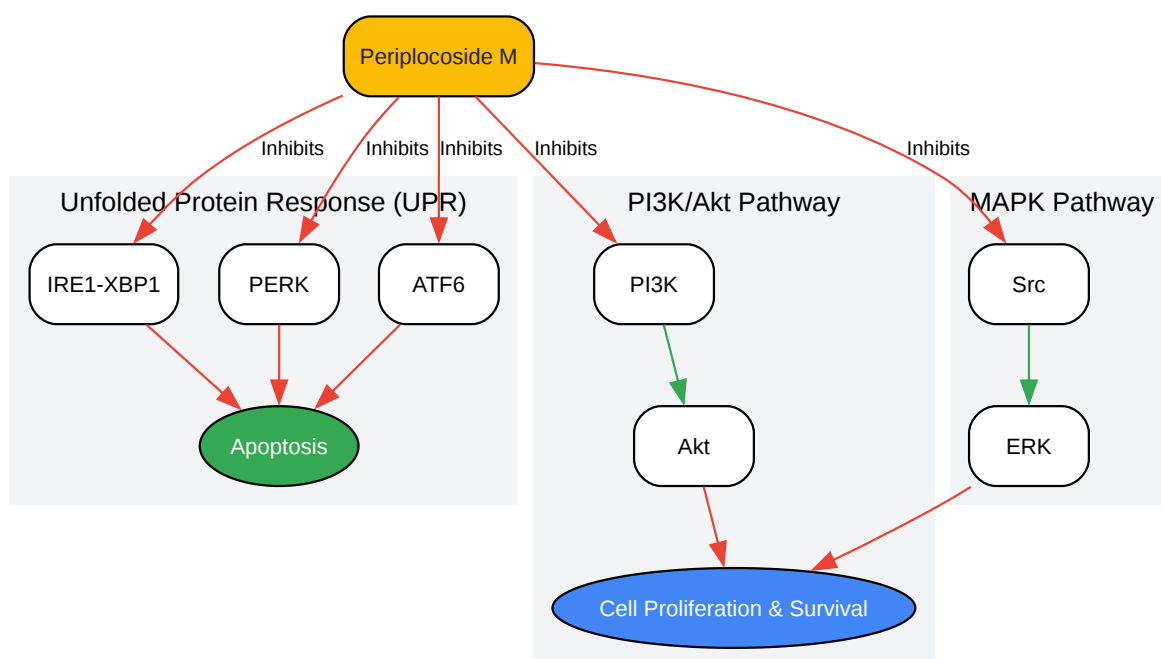 Periplocoside M
Inhibits
Inhibits
Inhibits
Inhibits
Inhibits
Unfolded Protein Response (UPR)
PI3K/Akt Pathway
MAPK Pathway
IRE1-XBP1
PERK
ATF6
PI3K
Src
Apoptosis
Akt
ERK
Cell Proliferation & Survival